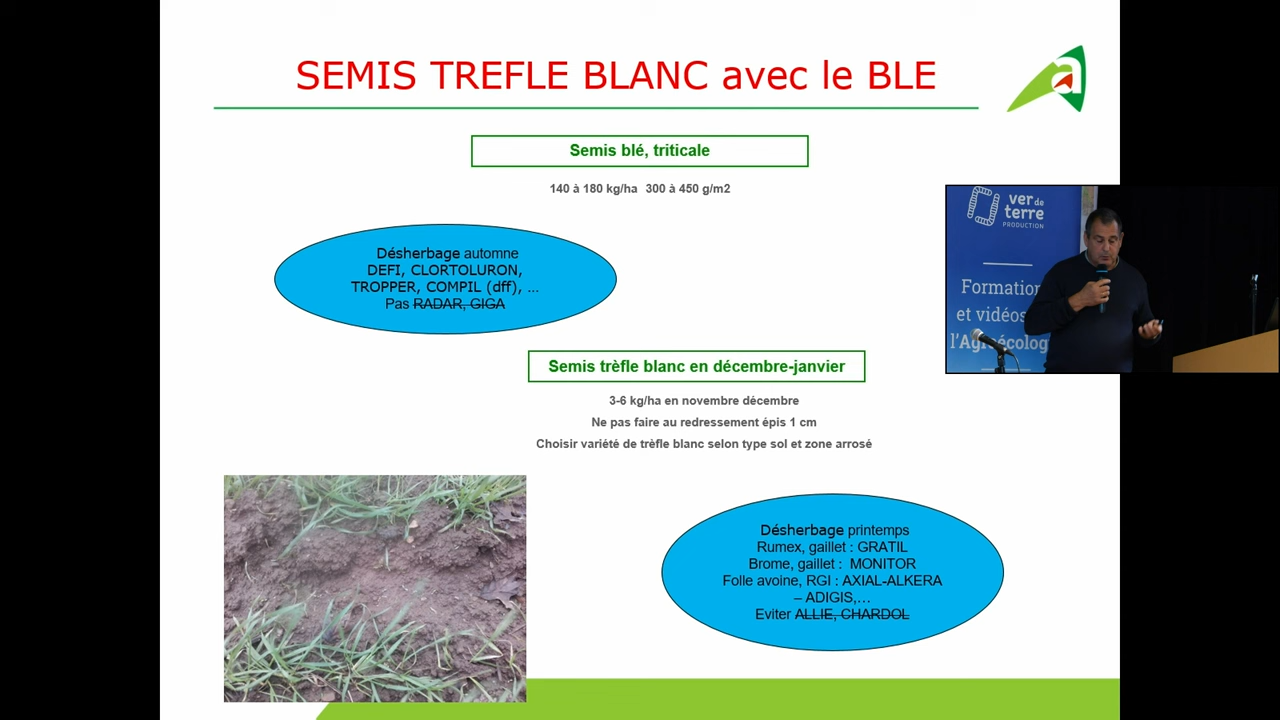 SEMIS TREFLE BLANC avec le BLE
a
Semis blé, triticale
140 à 180 kg/ha 300 à 450 g/m2
ver de
terre
PRODUCTION
Formation
et vidéos
l'Agroécolog
Désherbage automne
DEFI, CLORTOLURON,
TROPPER, COMPIL (dff), ...
Pas RADAR, GIGA
Semis trèfle blanc en décembre-janvier
3-6 kg/ha en novembre décembre
Ne pas faire au redressement épis 1 cm
Choisir variété de trèfle blanc selon type sol et zone arrosé
Désherbage printemps
Rumex, gaillet : GRATIL
Brome, gaillet : MONITOR
Folle avoine, RGI : AXIAL-ALKERA
– ADIGIS,...
Eviter ALLIE, CHARDOL